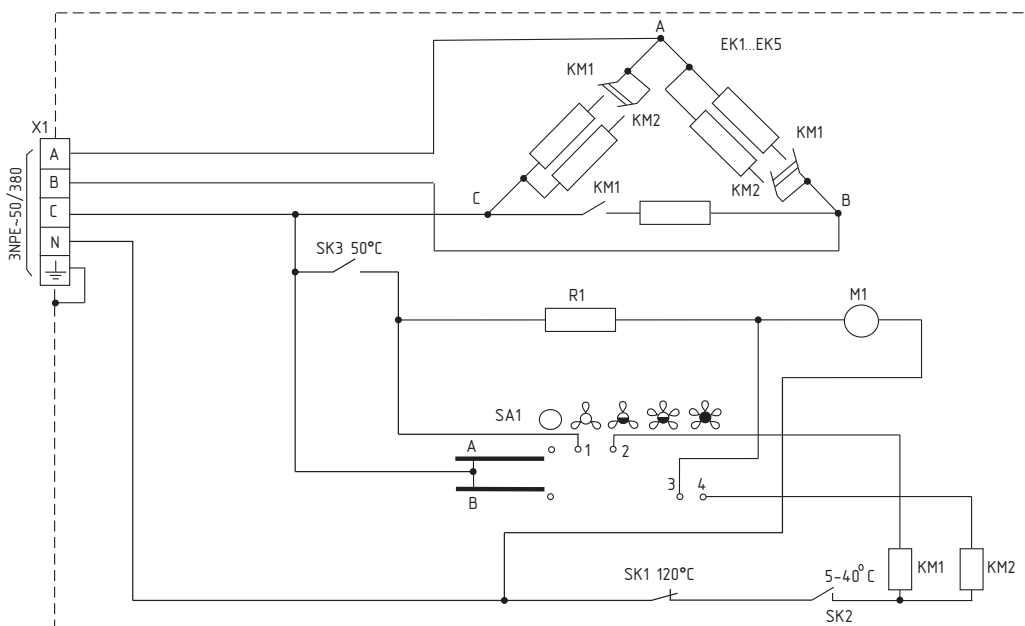 A
EK1...EK5
KM1
X1
KM2
KM1
A
3NPE~50/380
B
KM2
KM1
C
B
C
N
SK3 50°C
R1
M1
SA1
A
1
2
B
3
4
SK1 120°C
5-40°C
KM1
KM2
SK2